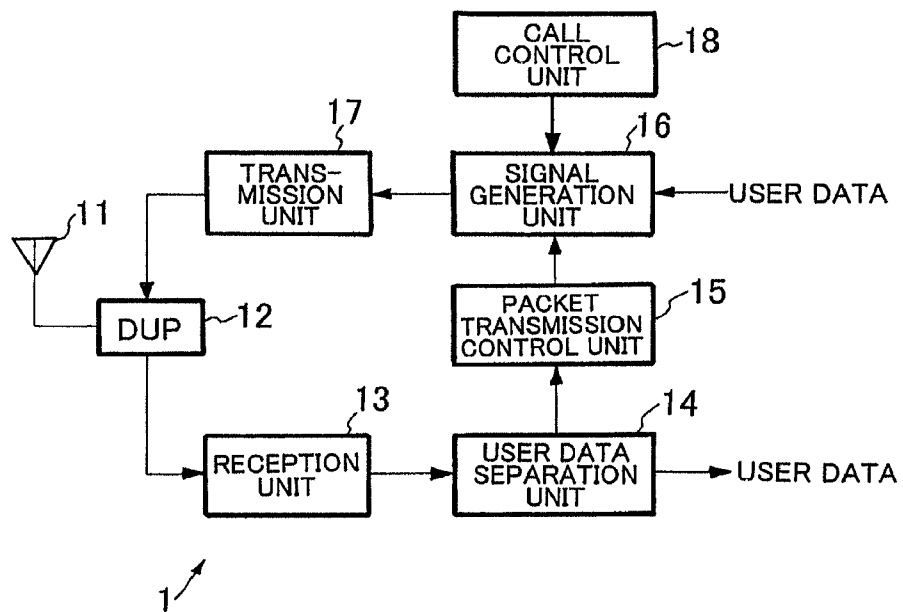 CALL
CONTROL
UNIT
18
17
16
TRANS-
MISSION
UNIT
SIGNAL
GENERATION
UNIT
USER DATA
11
DUP
12
PACKET
TRANSMISSION
CONTROL UNIT
15
13
14
RECEPTION
UNIT
USER DATA
SEPARATION
UNIT
USER DATA
1